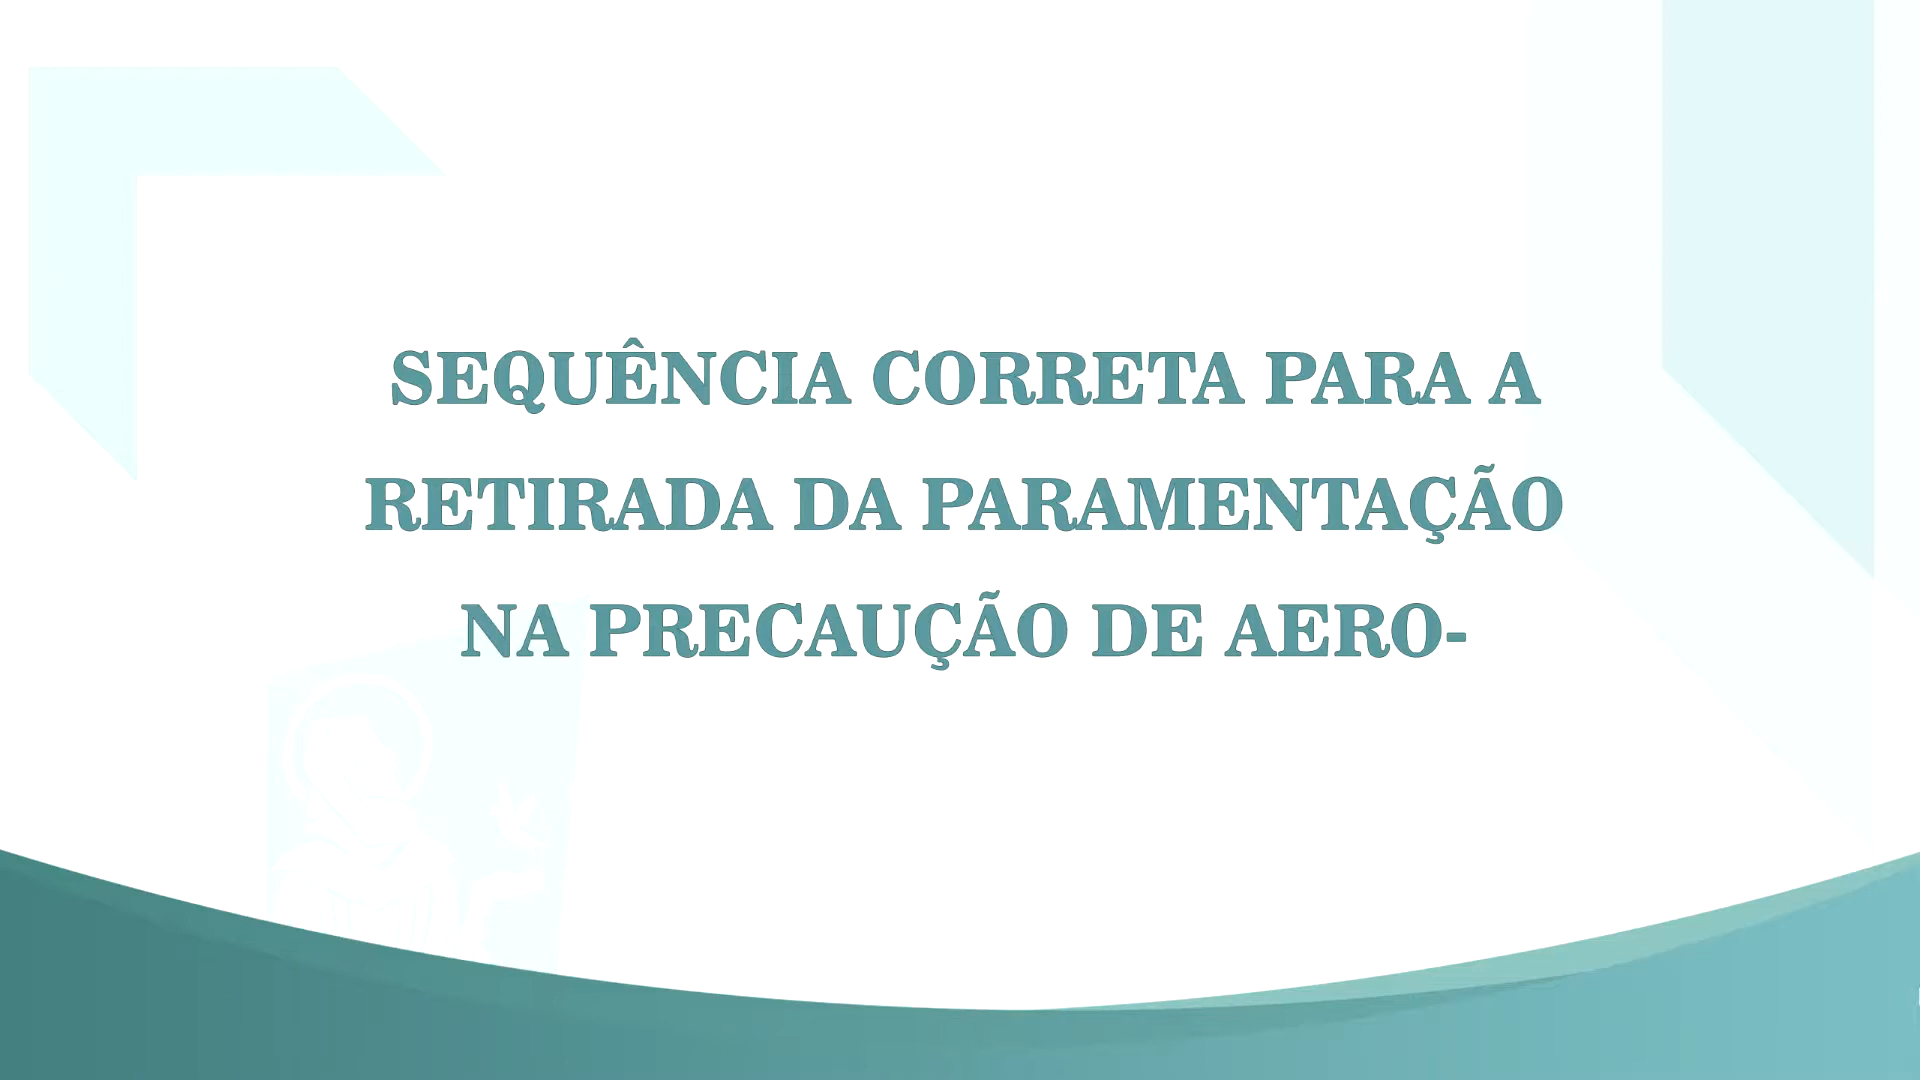 SEQUÊNCIA CORRETA PARA A
RETIRADA DA PARAMENTAÇÃO
NA PRECAUÇÃO DE AERO-